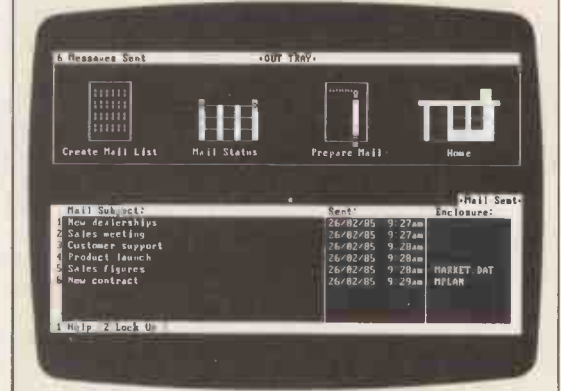 6 Messages Sent •OUT TRAY•
Create Mail List Mail Status Prepare Mail Home
•Mail Sent•
Mail Subject: Sent: Enclosure:
1 New dealerships 26/02/85 9:27am
2 Sales meeting 26/02/85 9:27am
3 Customer support 26/02/85 9:28am
4 Product launch 26/02/85 9:28am
5 Sales figures 26/02/85 9:28am MARKET.DAT
6 New contract 26/02/85 9:29am MPLAN
1 Help 2 Lock Up